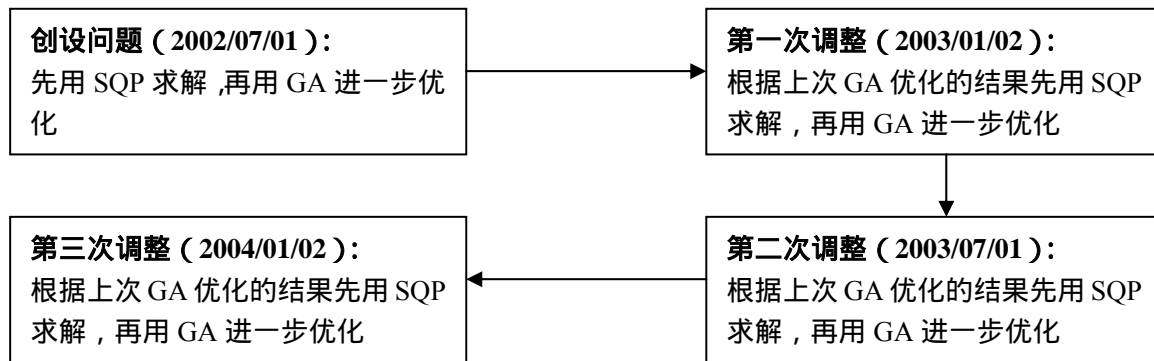 创设问题（2002/07/01）：
先用 SQP 求解,再用 GA 进一步优
化
第一次调整（2003/01/02）：
根据上次 GA 优化的结果先用 SQP
求解，再用 GA 进一步优化
第二次调整（2003/07/01）：
根据上次 GA 优化的结果先用 SQP
求解，再用 GA 进一步优化
第三次调整（2004/01/02）：
根据上次 GA 优化的结果先用 SQP
求解，再用 GA 进一步优化